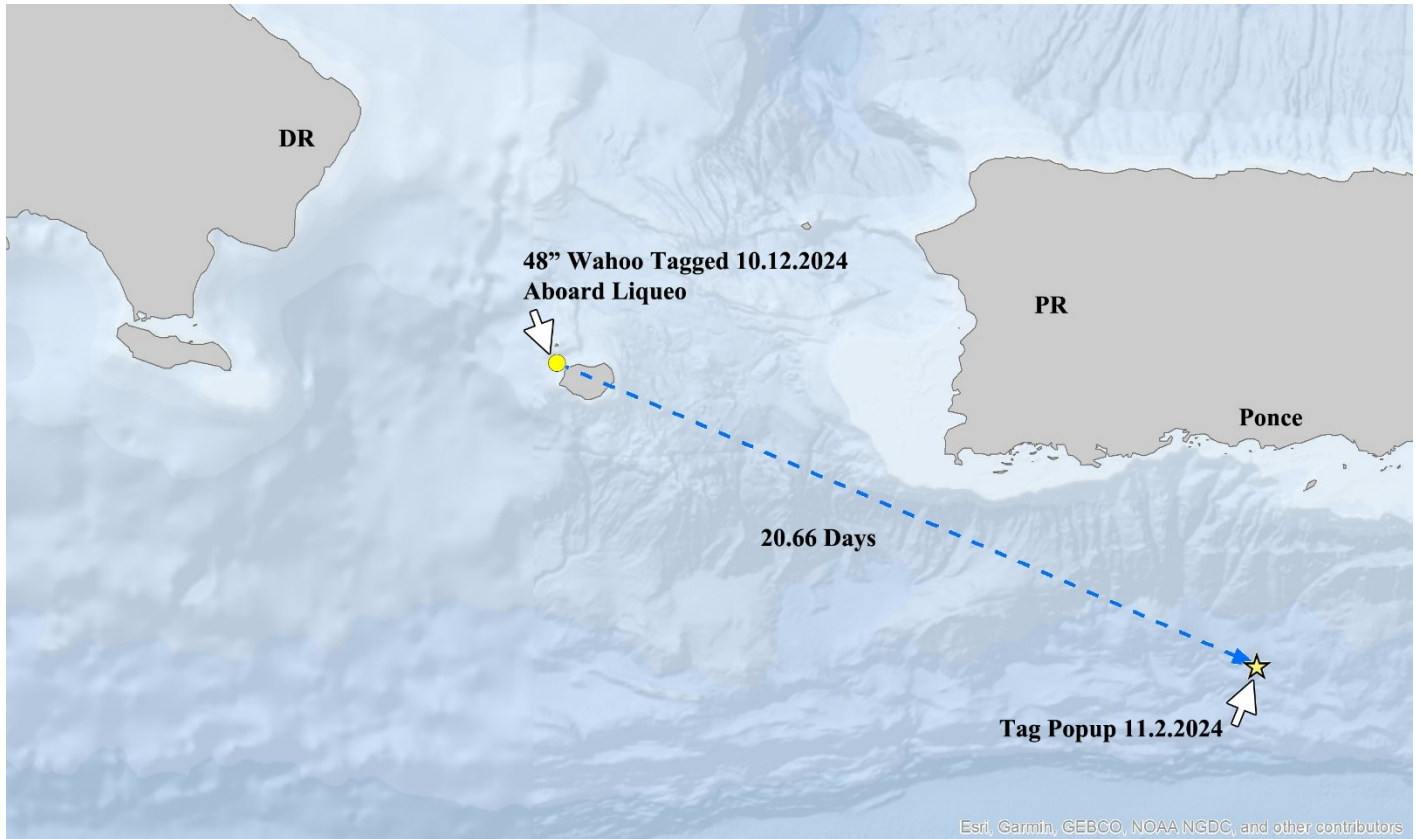 DR
48” Wahoo Tagged 10.12.2024
Aboard Liqueo
PR
Ponce
20.66 Days
Tag Popup 11.2.2024
Esri, Garmin, GEBCO, NOAA NGDC, and other contributors